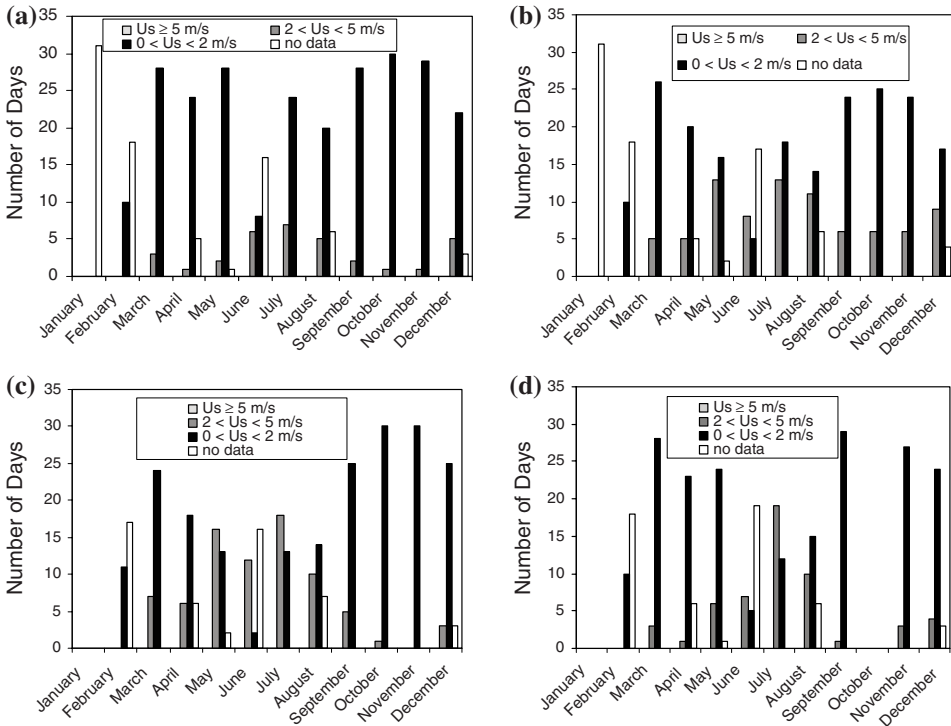 (a)
Us ≥ 5 m/s 2 < Us < 5 m/s
0 < Us < 2 m/s no data
Number of Days
35
30
25
20
15
10
5
0
January
February
March
April
May
June
July
August
September
October
November
December
(b)
Us ≥ 5 m/s 2 < Us < 5 m/s
0 < Us < 2 m/s no data
Number of Days
35
30
25
20
15
10
5
0
January
February
March
April
May
June
July
August
September
October
November
December
(c)
Us ≥ 5 m/s
2 < Us < 5 m/s
0 < Us < 2 m/s
no data
Number of Days
35
30
25
20
15
10
5
0
January
February
March
April
May
June
July
August
September
October
November
December
(d)
Us ≥ 5 m/s
2 < Us < 5 m/s
0 < Us < 2 m/s
no data
Number of Days
35
30
25
20
15
10
5
0
January
February
March
April
May
June
July
August
September
October
November
December